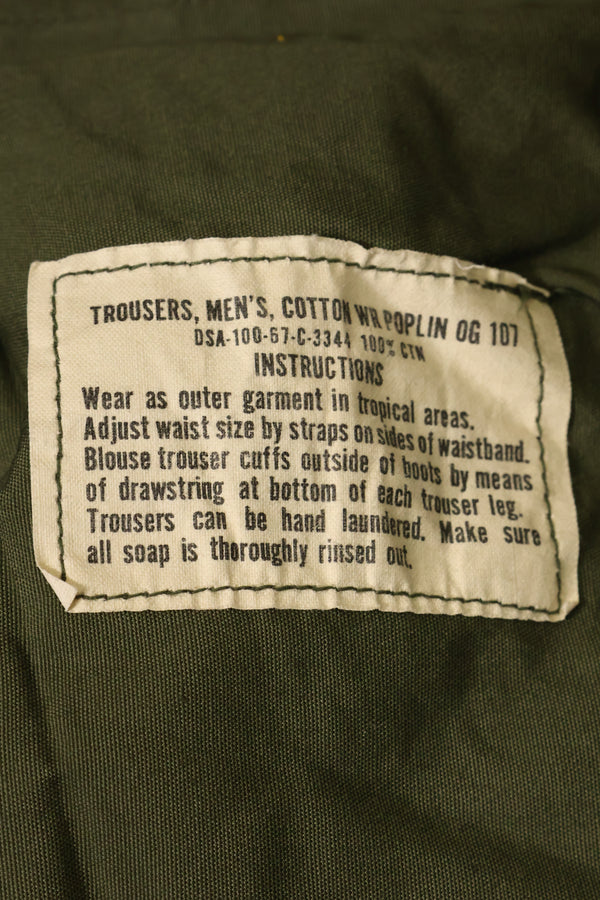 TROUSERS, MEN'S, COTTON WR POPLIN OG 107
DSA-100-67-C-3344 100% CTN
INSTRUCTIONS
Wear as outer garment in tropical areas.
Adjust waist size by straps on sides of waistband.
Blouse trouser cuffs outside of boots by means
of drawstring at bottom of each trouser leg.
Trousers can be hand laundered. Make sure
all soap is thoroughly rinsed out.